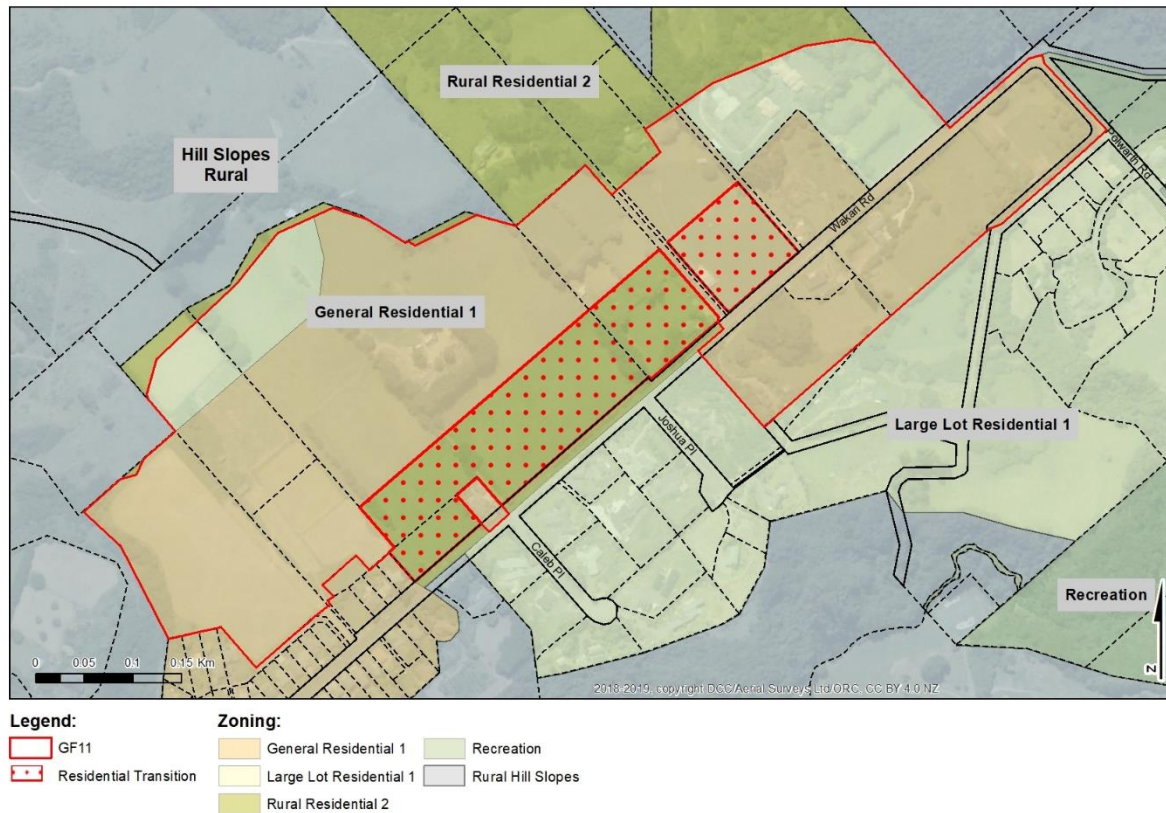 Rural Residential 2
Hill Slopes
Rural
Polwarth Rd
Wakari Rd
General Residential 1
Joshua Pl
Large Lot Residential 1
Caleb Pl
Recreation
0 0.05 0.1 0.15 Km
2018-2019, copyright DCC/Aerial Surveys Ltd/ORC, CC BY 4.0 NZ
Z
Legend:
GF11
Residential Transition
Zoning:
General Residential 1
Large Lot Residential 1
Rural Residential 2
Recreation
Rural Hill Slopes